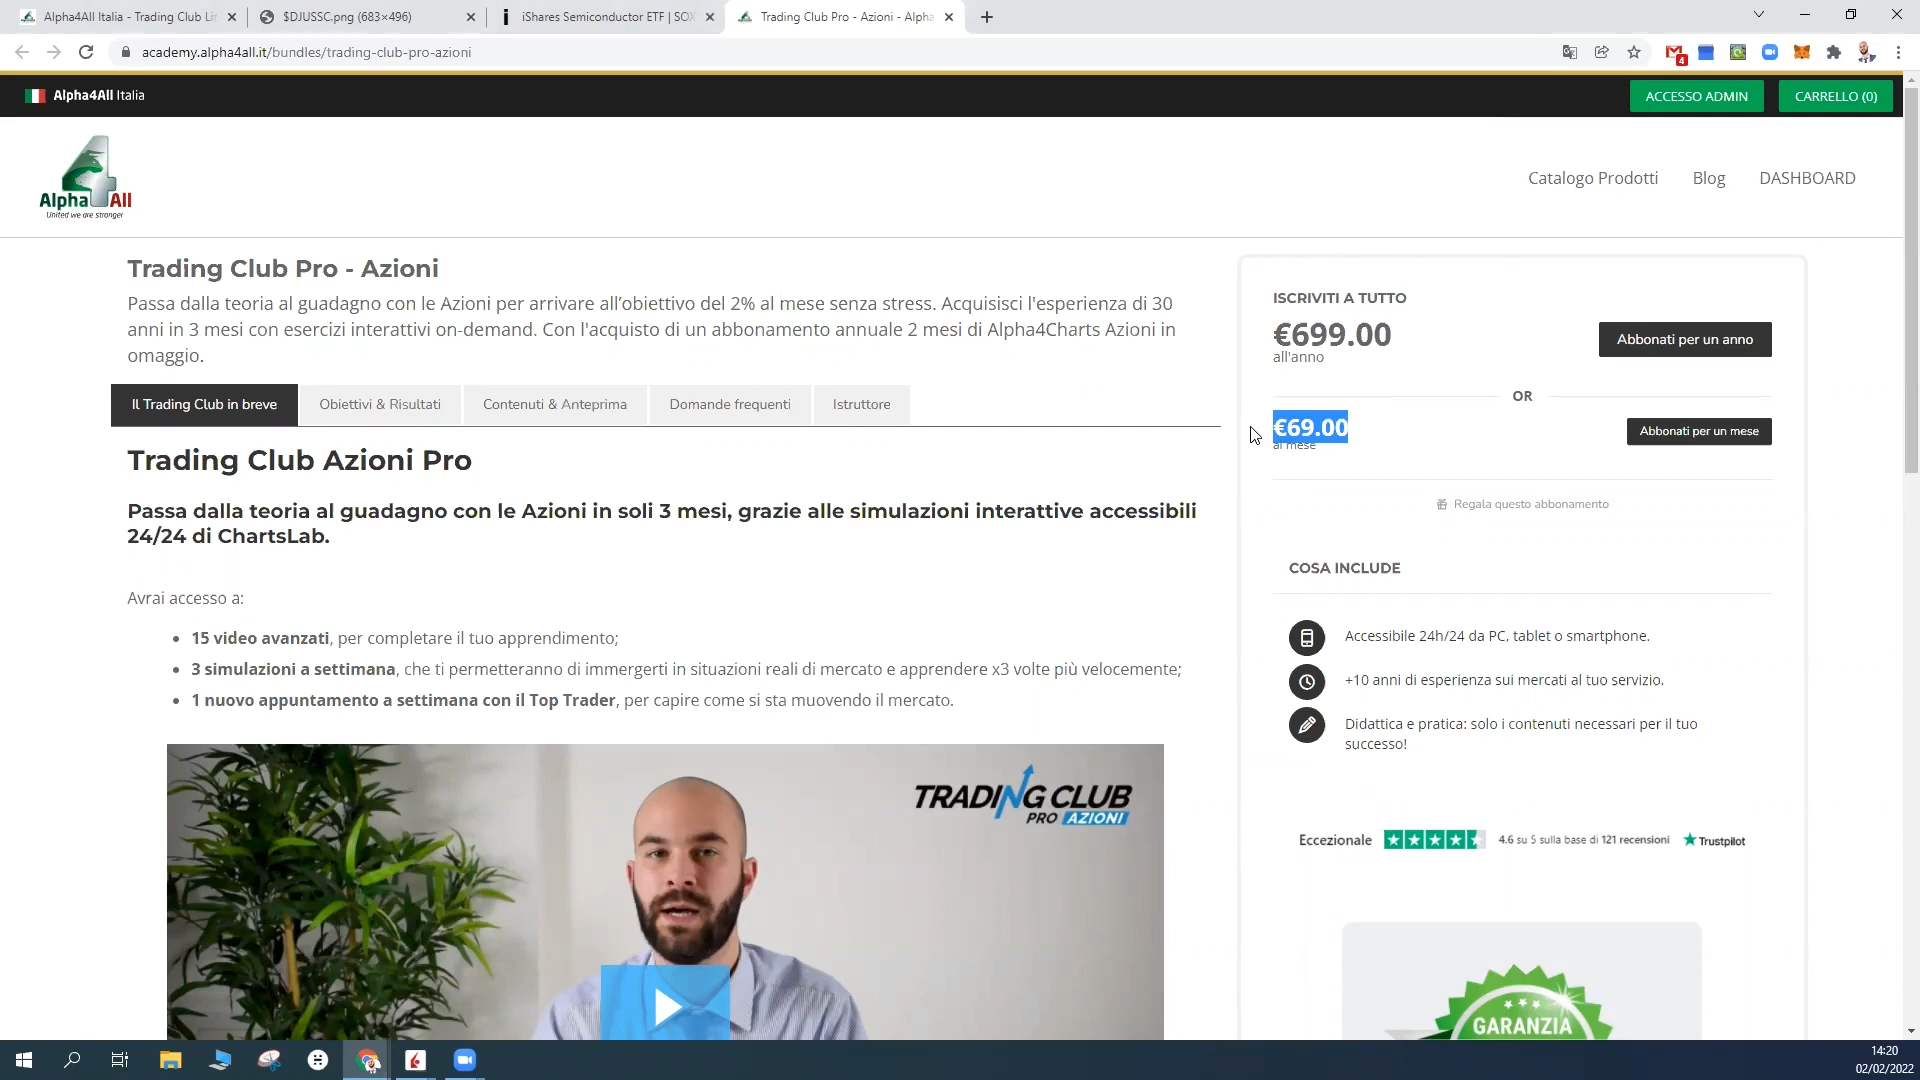 Alpha4All Italia - Trading Club Li
$DJUSSC.png (683×496)
iShares Semiconductor ETF | SOX
Trading Club Pro - Azioni - Alpha
academy.alpha4all.it/bundles/trading-club-pro-azioni
4
Alpha4All Italia
ACCESSO ADMIN
CARRELLO (0)
Alpha4All
United we are stronger
Catalogo Prodotti
Blog
DASHBOARD
Trading Club Pro - Azioni
Passa dalla teoria al guadagno con le Azioni per arrivare all’obiettivo del 2% al mese senza stress. Acquisisci l'esperienza di 30
anni in 3 mesi con esercizi interattivi on-demand. Con l'acquisto di un abbonamento annuale 2 mesi di Alpha4Charts Azioni in
omaggio.
Il Trading Club in breve
Obiettivi & Risultati
Contenuti & Anteprima
Domande frequenti
Istruttore
Trading Club Azioni Pro
Passa dalla teoria al guadagno con le Azioni in soli 3 mesi, grazie alle simulazioni interattive accessibili
24/24 di ChartsLab.
Avrai accesso a:
15 video avanzati, per completare il tuo apprendimento;
3 simulazioni a settimana, che ti permetteranno di immergerti in situazioni reali di mercato e apprendere x3 volte più velocemente;
1 nuovo appuntamento a settimana con il Top Trader, per capire come si sta muovendo il mercato.
TRADING CLUB
PRO AZIONI
ISCRIVITI A TUTTO
€699.00
all'anno
Abbonati per un anno
OR
€69.00
al mese
Abbonati per un mese
Regala questo abbonamento
COSA INCLUDE
Accessibile 24h/24 da PC, tablet o smartphone.
+10 anni di esperienza sui mercati al tuo servizio.
Didattica e pratica: solo i contenuti necessari per il tuo
successo!
Eccezionale
4.6 su 5 sulla base di 121 recensioni
Trustpilot
GARANZIA
14:20
02/02/2022